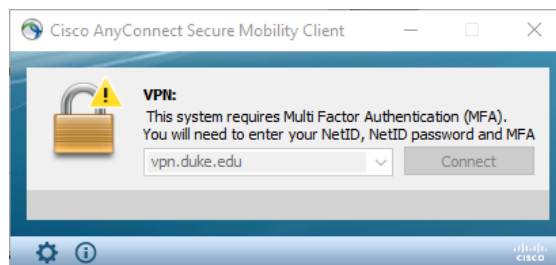 Cisco AnyConnect Secure Mobility Client
VPN:
This system requires Multi Factor Authentication (MFA).
You will need to enter your NetID, NetID password and MFA
vpn.duke.edu
Connect
cisco